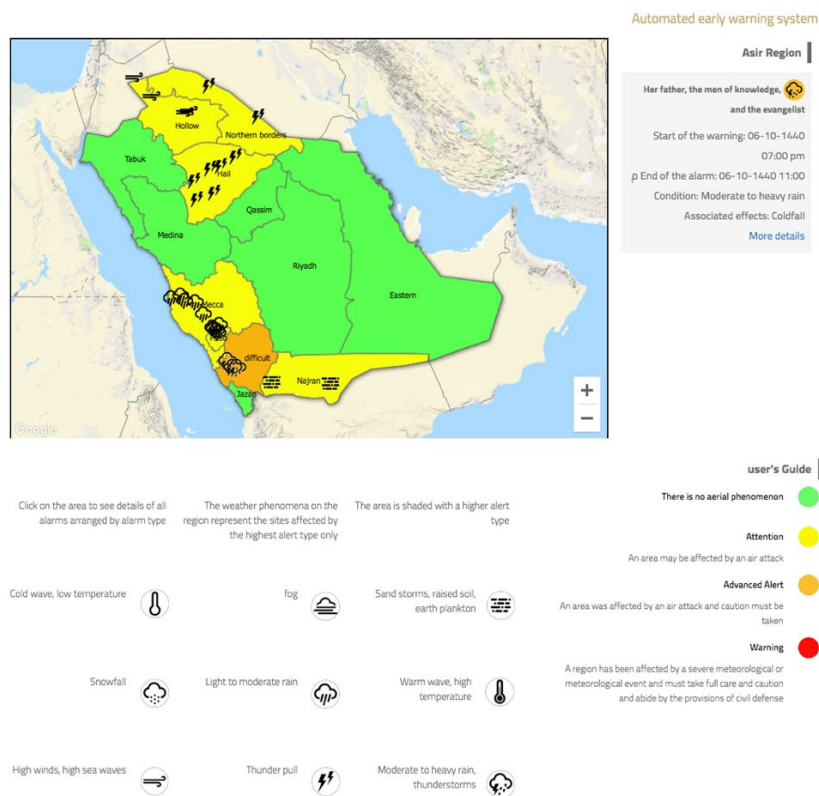 Automated early warning system
Asir Region
Her father, the men of knowledge,
and the evangelist
Start of the warning: 06-10-1440
07:00 pm
م End of the alarm: 06-10-1440 11:00
Condition: Moderate to heavy rain
Associated effects: Coldfall
More details
Hollow
Northern borders
Tabuk
Hail
Qassim
Medina
Riyadh
Eastern
Mecca
difficult
Najran
Jazan
+
−
Google
user's Guide
Click on the area to see details of all
alarms arranged by alarm type
The weather phenomena on the
region represent the sites affected by
the highest alert type only
The area is shaded with a higher alert
type
There is no aerial phenomenon
Attention
An area may be affected by an air attack
Advanced Alert
An area was affected by an air attack and caution must be
taken
Warning
A region has been affected by a severe meteorological or
meteorological event and must take full care and caution
and abide by the provisions of civil defense
Cold wave, low temperature
fog
Sand storms, raised soil,
earth plankton
Snowfall
Light to moderate rain
Warm wave, high
temperature
High winds, high sea waves
Thunder pull
Moderate to heavy rain,
thunderstorms